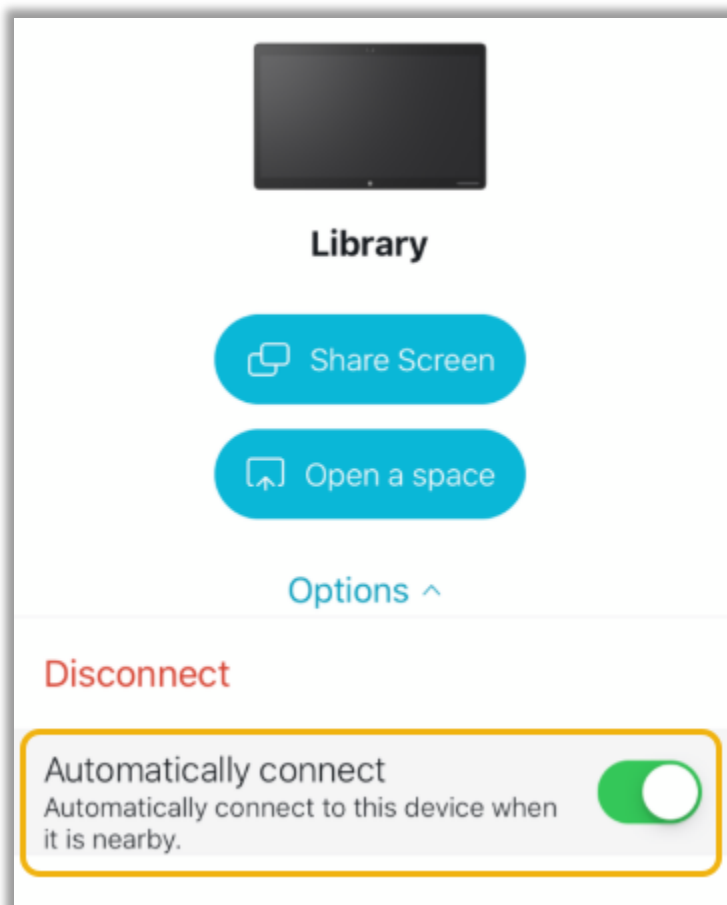 Library
Share Screen
Open a space
Options
Disconnect
Automatically connect
Automatically connect to this device when
it is nearby.